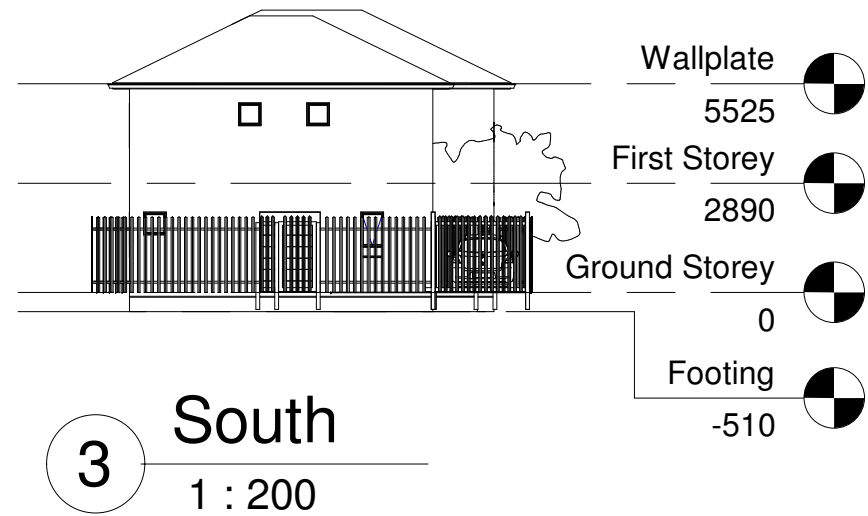 Wallplate
5525
First Storey
2890
Ground Storey
0
Footing
-510
3
South
1 : 200